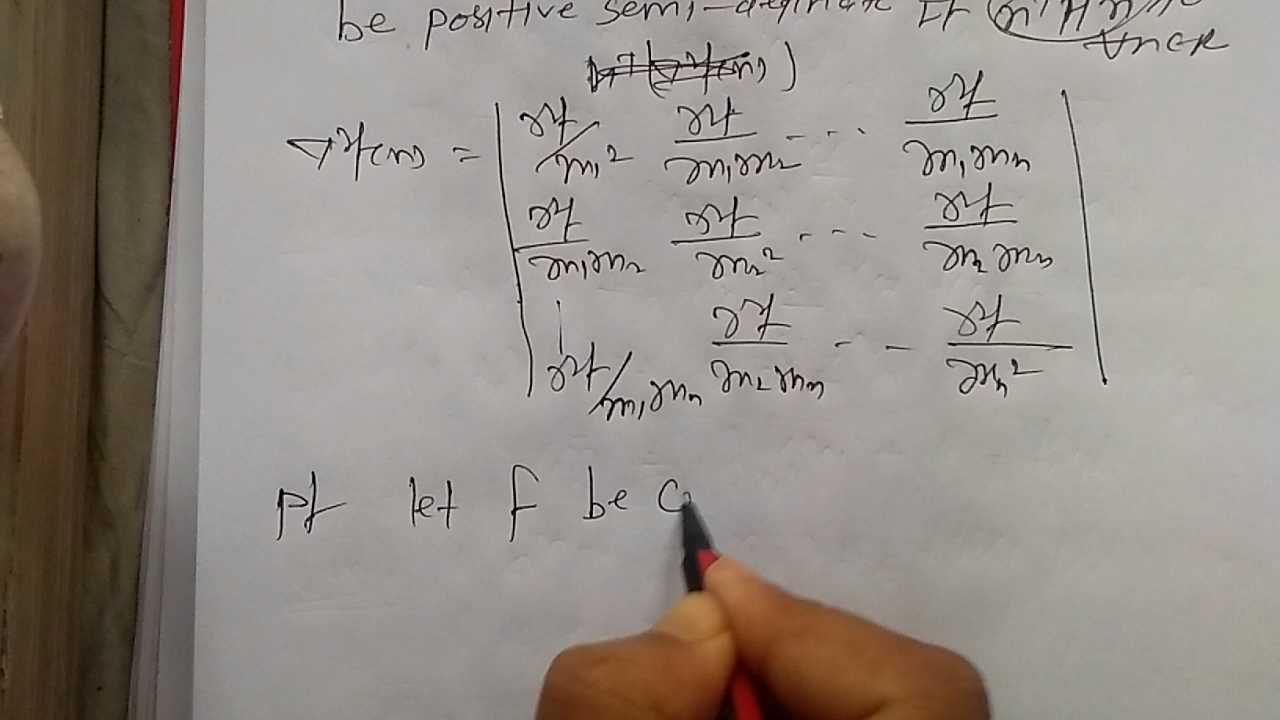 be positive semi-definite if x^T H x ≥ 0
∀ x ∈ R
∇²f(x) = | ∂²f/∂x₁² ∂²f/∂x₁∂x₂ - - - ∂²f/∂x₁∂xₙ |
∂²f/∂x₁∂x₂ ∂²f/∂x₂² - - - ∂²f/∂x₂∂xₙ
∂²f/∂x₁∂xₙ ∂²f/∂x₂∂xₙ - - ∂²f/∂xₙ²
Pf let f be c